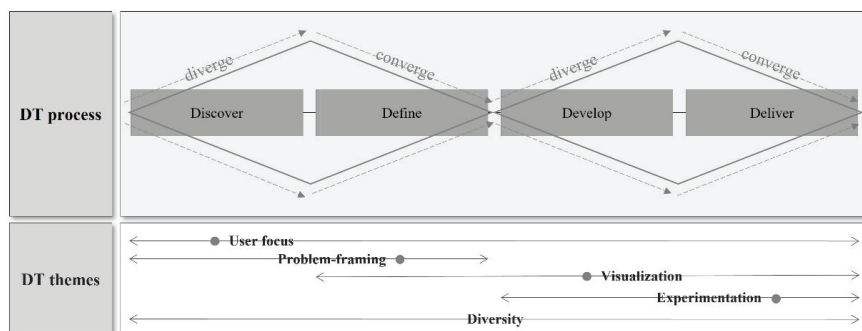 DT process
diverge
converge
diverge
converge
Discover
Define
Develop
Deliver
DT themes
User focus
Problem-framing
Visualization
Experimentation
Diversity